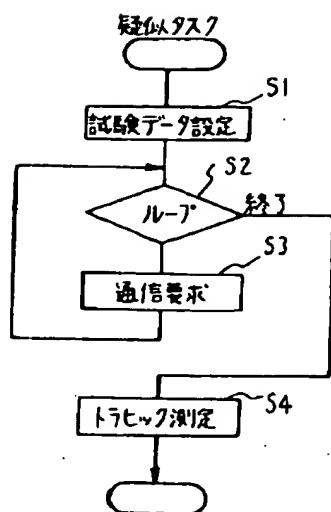 疑似タスク
S1
試験データ設定
S2
ループ
終了
S3
通信要求
S4
トラヒック測定